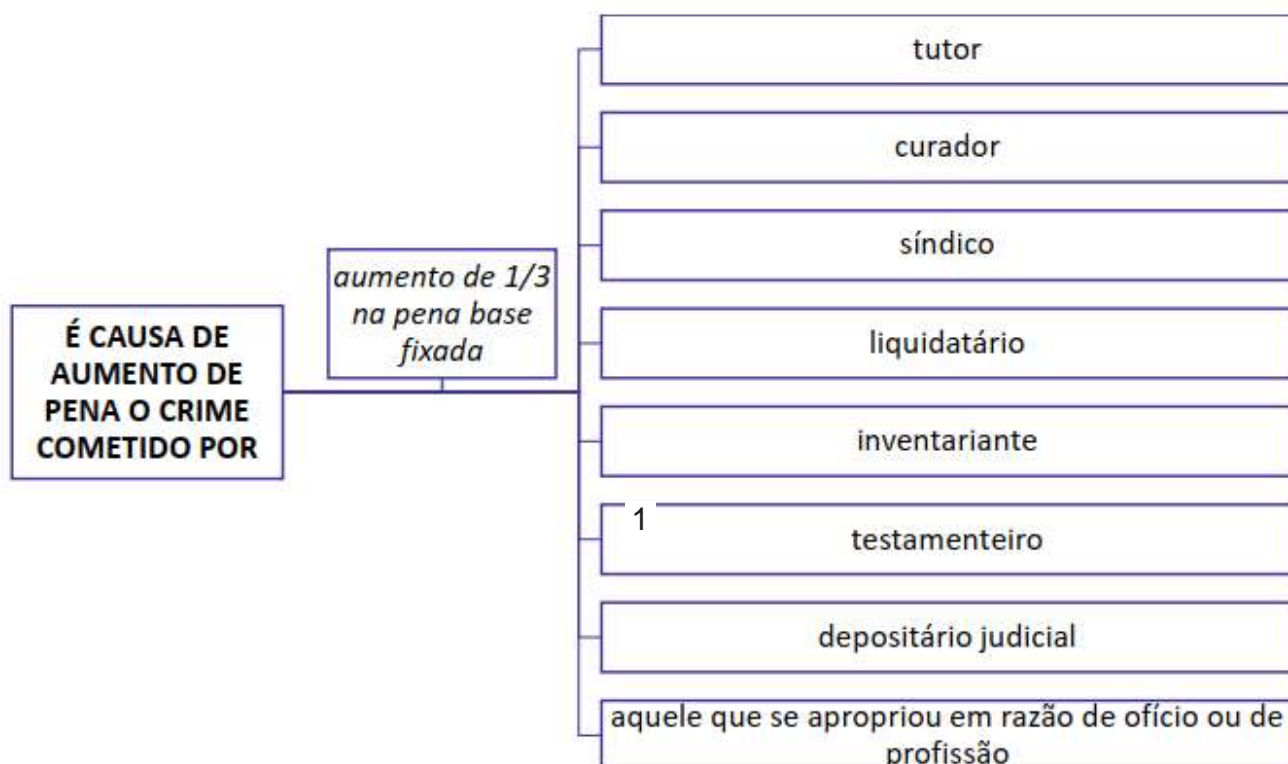 É CAUSA DE
AUMENTO DE
PENA O CRIME
COMETIDO POR
aumento de 1/3
na pena base
fixada
tutor
curador
síndico
liquidatário
inventariante
1
testamenteiro
depositário judicial
aquele que se apropriou em razão de ofício ou de
profissão